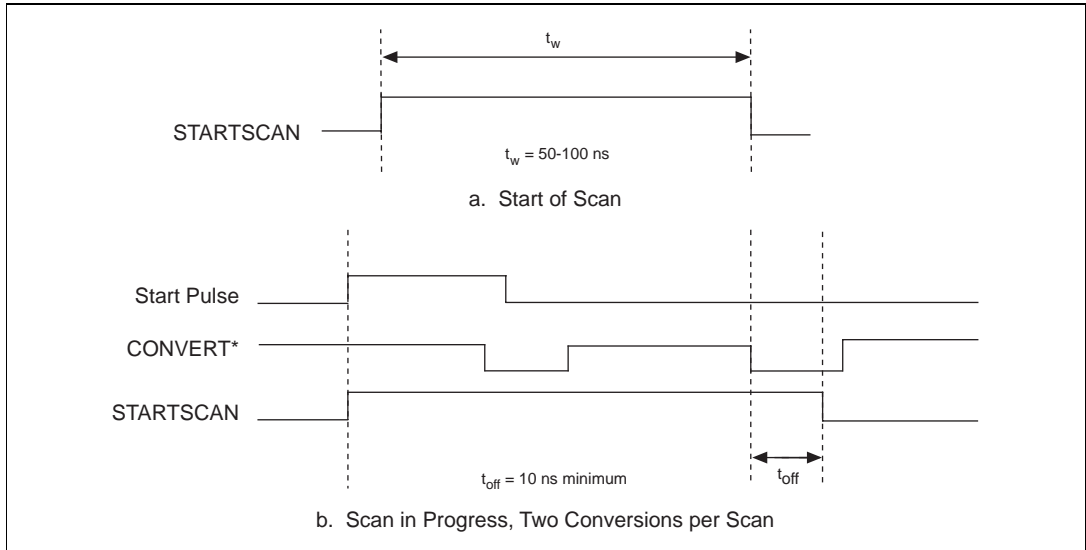 t_w
STARTSCAN
t_w = 50-100 ns
a. Start of Scan
Start Pulse
CONVERT*
STARTSCAN
t_off = 10 ns minimum
t_off
b. Scan in Progress, Two Conversions per Scan